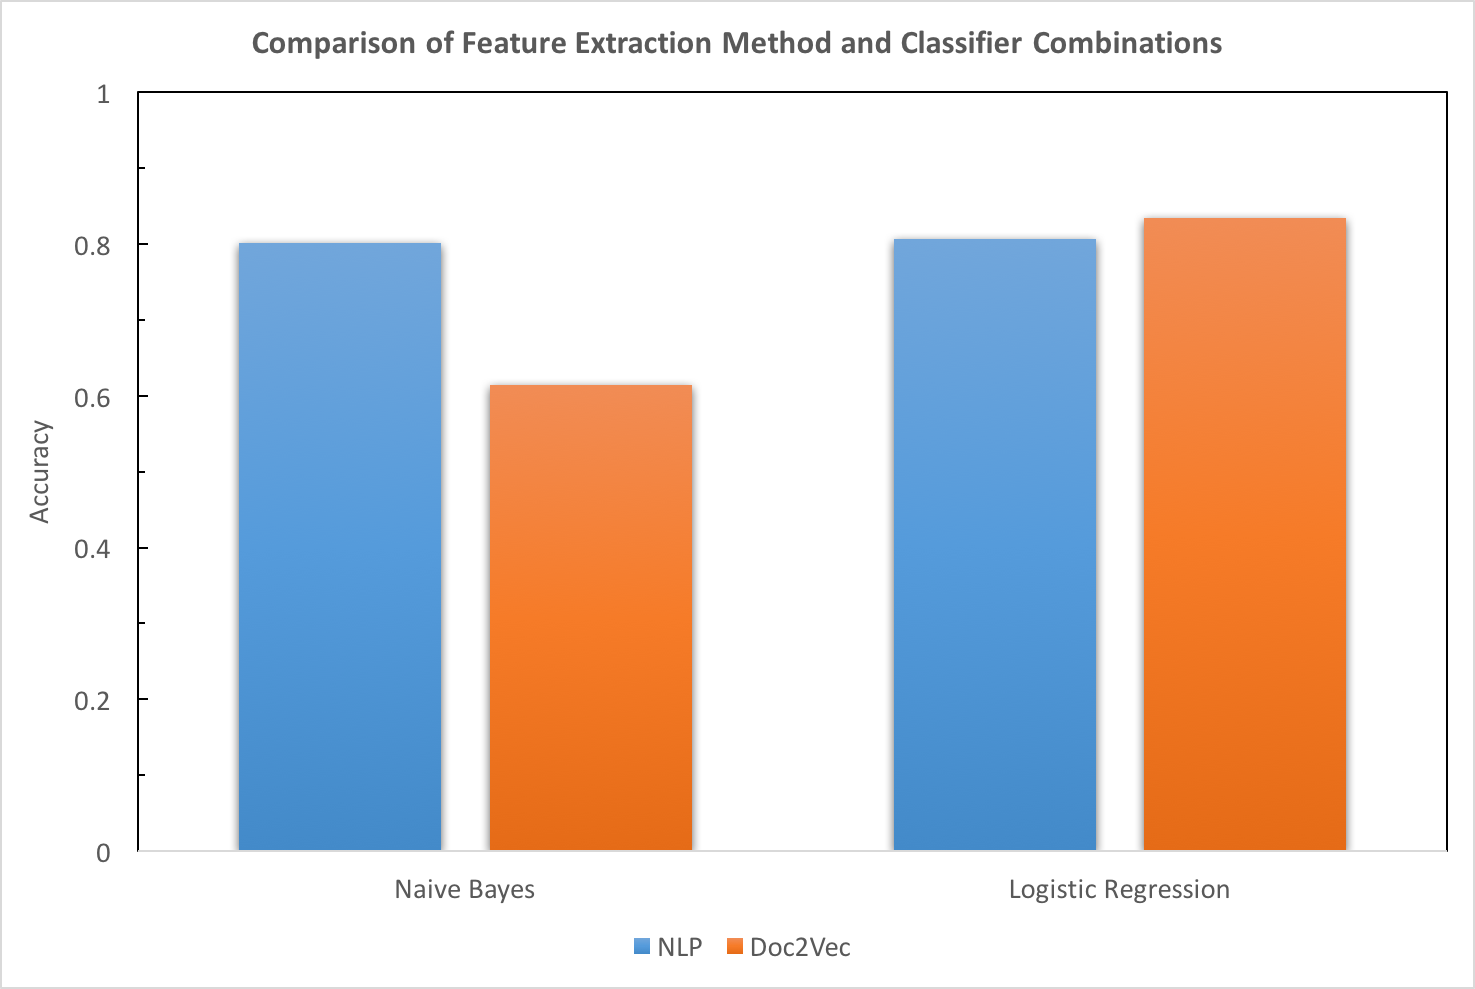 Comparison of Feature Extraction Method and Classifier Combinations
1
0.8
0.6
0.4
0.2
0
Accuracy
Naive Bayes Logistic Regression
NLP Doc2Vec